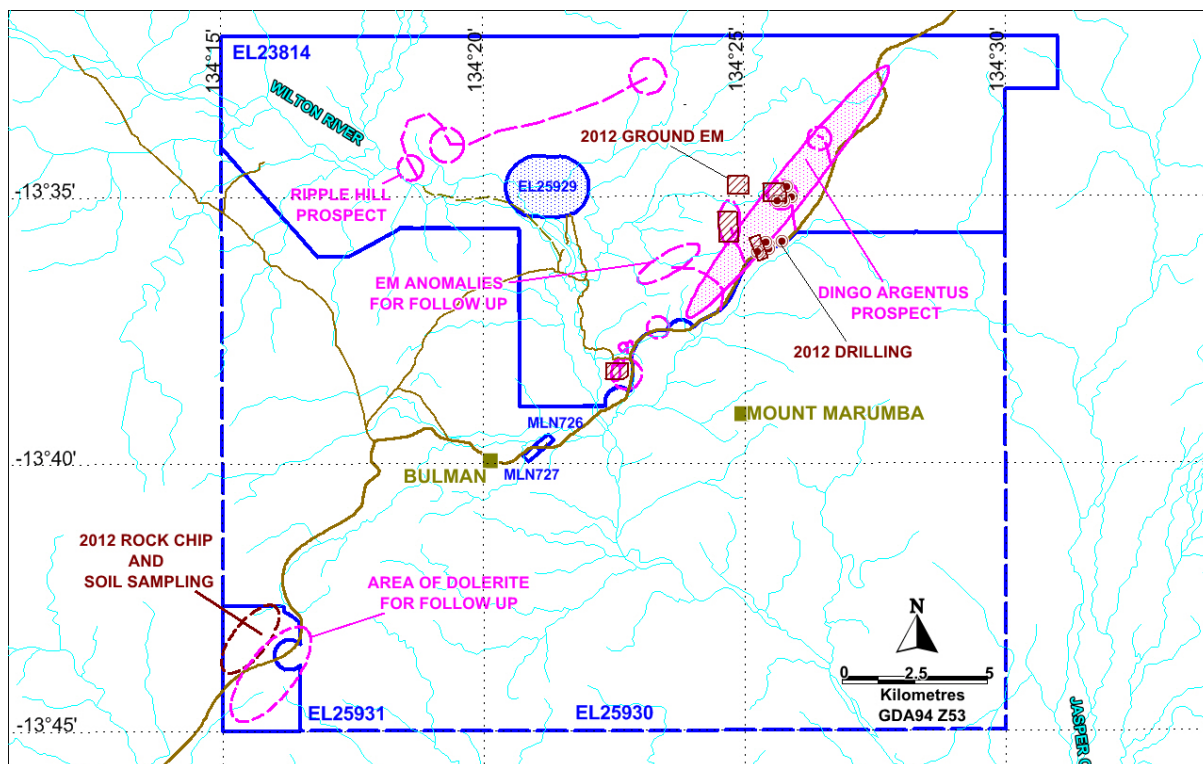 134°15'
134°20'
134°25'
134°30'
EL23814
WILTON RIVER
2012 GROUND EM
-13°35'
RIPPLE HILL
PROSPECT
EL25929
EM ANOMALIES
FOR FOLLOW UP
DINGO ARGENTUS
PROSPECT
2012 DRILLING
MOUNT MARUMBA
MLN726
-13°40'
BULMAN
MLN727
2012 ROCK CHIP
AND
SOIL SAMPLING
AREA OF DOLERITE
FOR FOLLOW UP
N
0 2.5 5
Kilometres
GDA94 Z53
EL25931
EL25930
-13°45'
JASPER